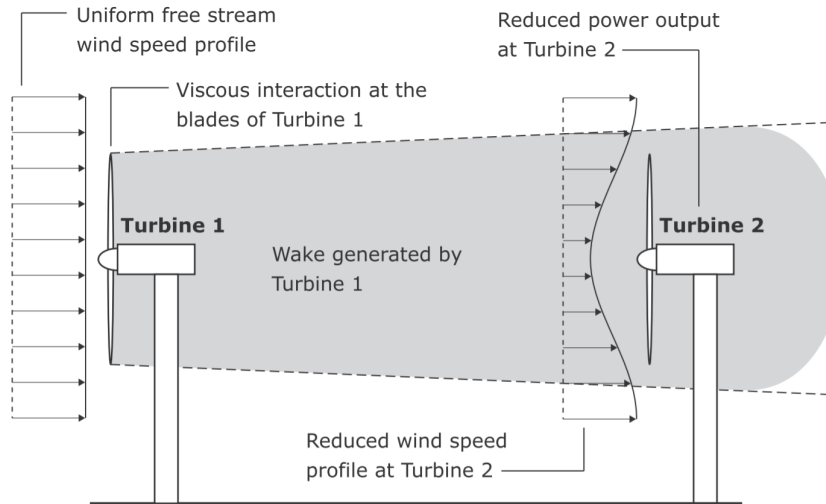 Uniform free stream
wind speed profile
Reduced power output
at Turbine 2
Viscous interaction at the
blades of Turbine 1
Turbine 1
Turbine 2
Wake generated by
Turbine 1
Reduced wind speed
profile at Turbine 2